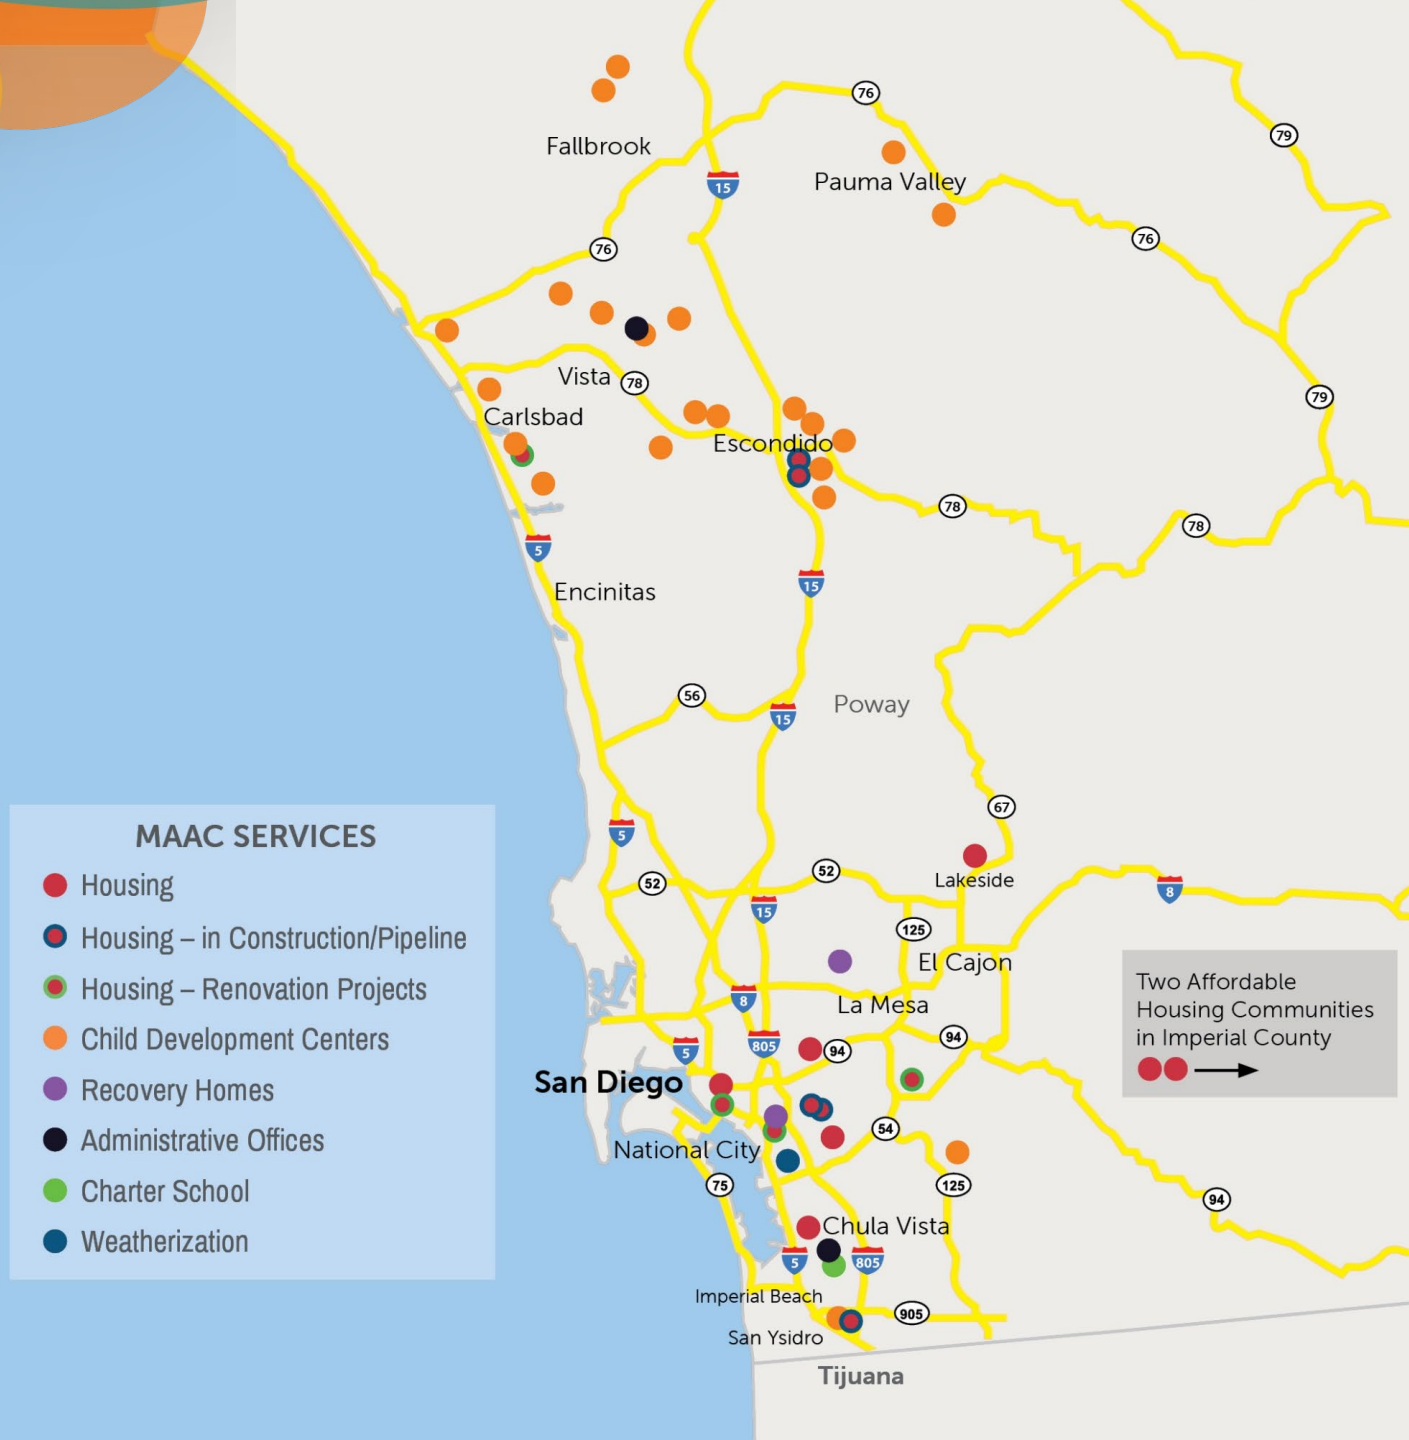 76
79
Fallbrook
Pauma Valley
15
76
76
Vista
78
79
Carlsbad
Escondido
78
78
5
15
Encinitas
56
Poway
15
67
5
52
52
Lakeside
8
15
125
El Cajon
8
La Mesa
5
805
94
94
San Diego
54
National City
75
125
94
Chula Vista
5
805
Imperial Beach
905
San Ysidro
Tijuana
MAAC SERVICES
Housing
Housing – in Construction/Pipeline
Housing – Renovation Projects
Child Development Centers
Recovery Homes
Administrative Offices
Charter School
Weatherization
Two Affordable
Housing Communities
in Imperial County